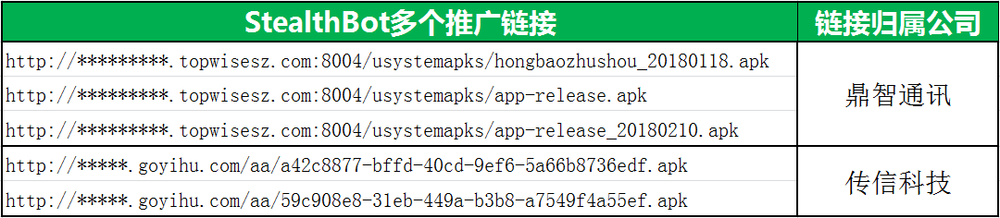 StealthBot多个推广链接 链接归属公司
http://*********.topwisesz.com:8004/usystemapks/hongbaozhushou_20180118.apk
http://*********.topwisesz.com:8004/usystemapks/app-release.apk
鼎智通讯
http://*********.topwisesz.com:8004/usystemapks/app-release_20180210.apk
http://*****.goyihu.com/aa/a42c8877-bffd-40cd-9ef6-5a66b8736edf.apk
传信科技
http://*****.goyihu.com/aa/59c908e8-31eb-449a-b3b8-a7549f4a55ef.apk